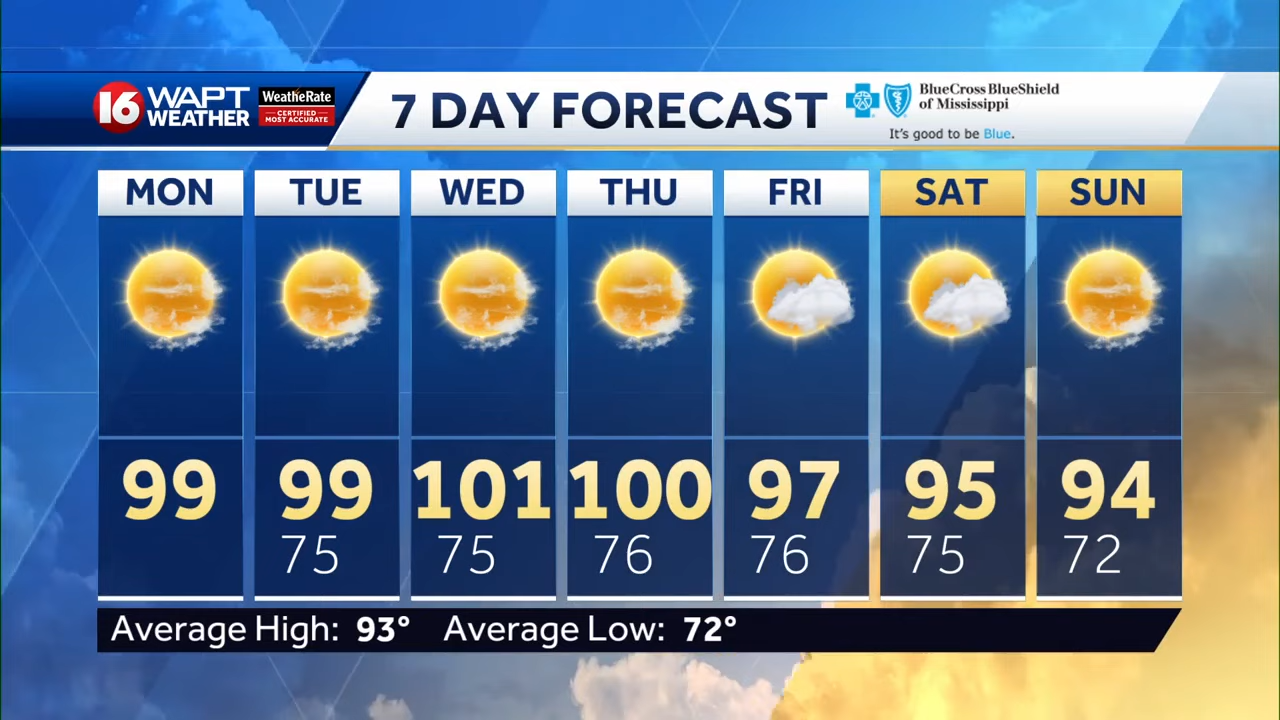 16 WAPT WEATHER
WeatheRate
CERTIFIED
MOST ACCURATE
7 DAY FORECAST
BlueCross BlueShield
of Mississippi
It's good to be Blue.
MON TUE WED THU FRI SAT SUN
99 99 101 100 97 95 94
75 75 76 76 75 72
Average High: 93° Average Low: 72°